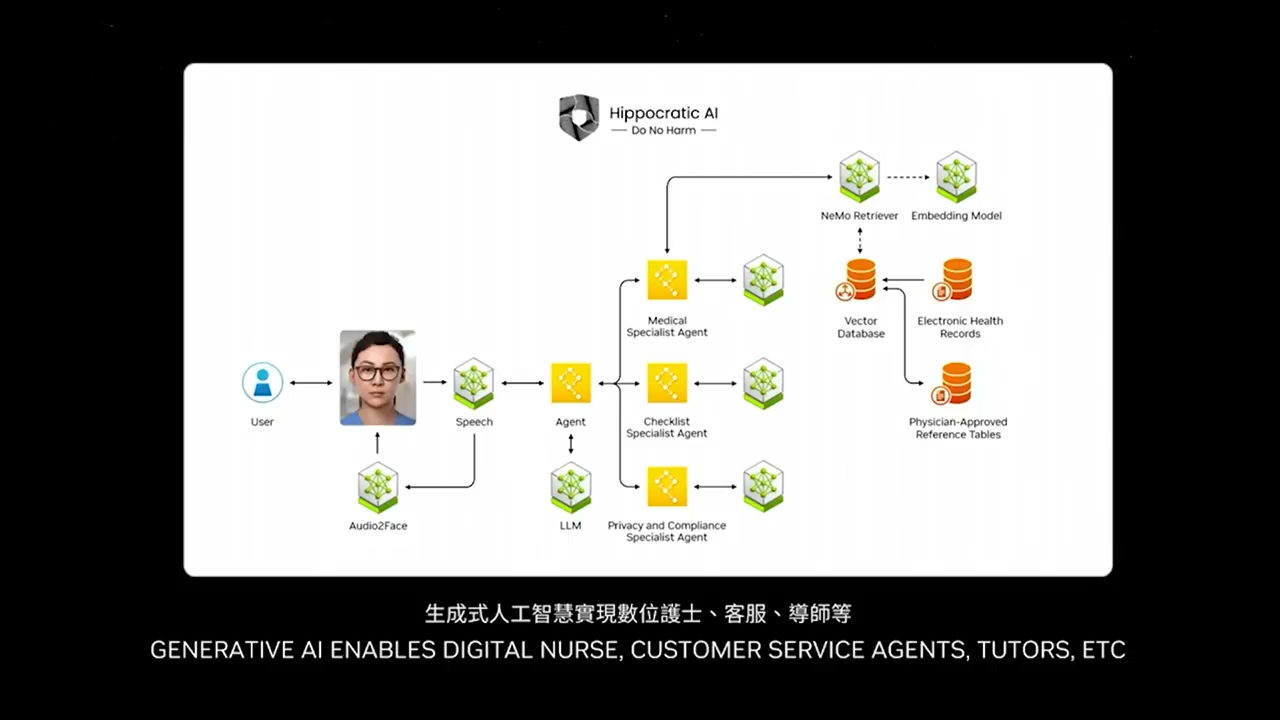 Hippocratic AI
Do No Harm
NeMo Retriever
Embedding Model
Medical
Specialist Agent
Vector
Database
Electronic Health
Records
User
Speech
Agent
Checklist
Specialist Agent
Physician-Approved
Reference Tables
Audio2Face
LLM
Privacy and Compliance
Specialist Agent
生成式人工智慧實現數位護士、客服、導師等
GENERATIVE AI ENABLES DIGITAL NURSE, CUSTOMER SERVICE AGENTS, TUTORS, ETC